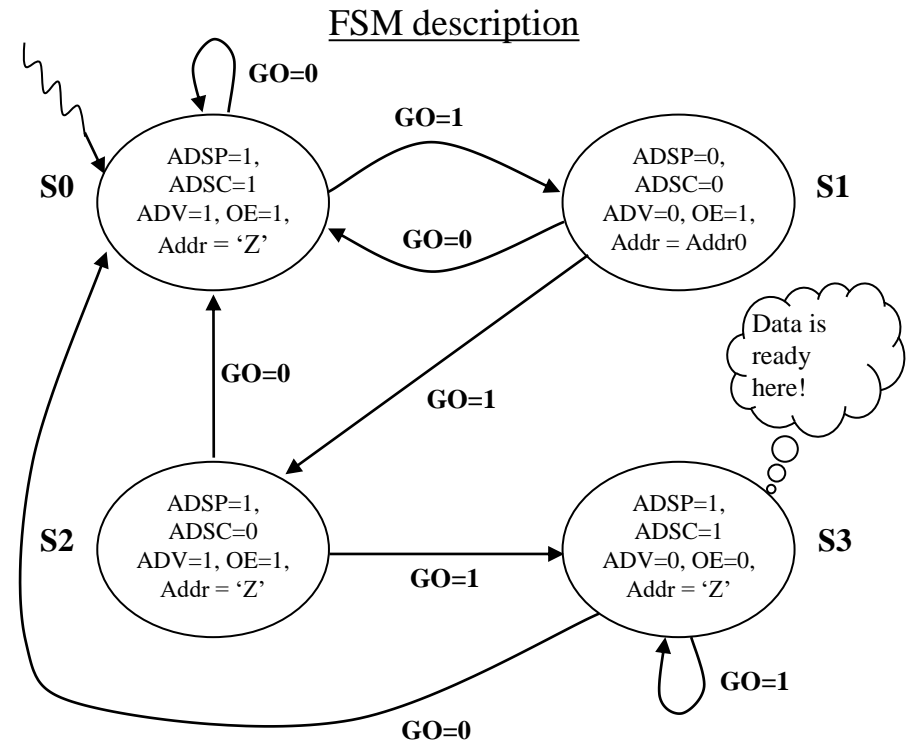 FSM description
GO=0
GO=1
S0
ADSP=1,
ADSC=1
ADV=1, OE=1,
Addr = ‘Z’
ADSP=0,
ADSC=0
ADV=0, OE=1,
Addr = Addr0
S1
GO=0
Data is
ready
here!
GO=0
GO=1
S2
ADSP=1,
ADSC=0
ADV=1, OE=1,
Addr = ‘Z’
GO=1
ADSP=1,
ADSC=1
ADV=0, OE=0,
Addr = ‘Z’
S3
GO=1
GO=0